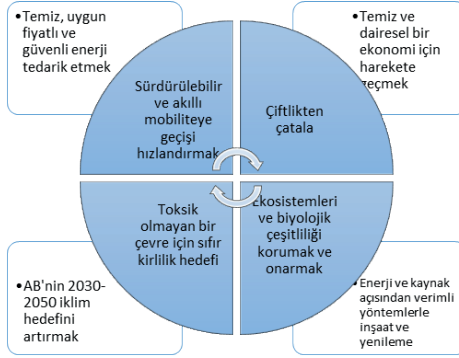 •Temiz, uygun
fiyatlı ve
güvenli enerji
tedarik etmek
•Temiz ve
dairesel bir
ekonomi için
harekete
geçmek
Sürdürülebilir
ve akıllı
mobiliteye
geçişi
hızlandırmak
Çiftlikten
çatala
Toksik
olmayan bir
çevre için sıfır
kirlilik hedefi
Ekosistemleri
ve biyolojik
çeşitliliği
korumak ve
onarmak
•AB'nin 2030-
2050 iklim
hedefini
artırmak
•Enerji ve kaynak
açısından verimli
yöntemlerle
inşaat ve
yenileme